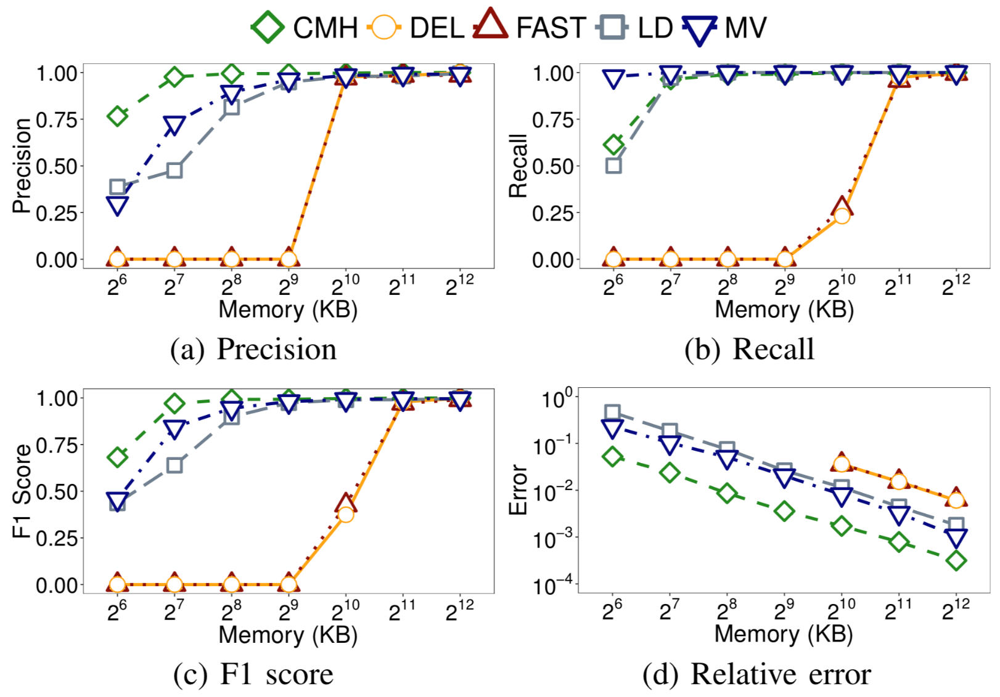 CMH DEL FAST LD MV
1.00
0.75
0.50
0.25
0.00
Precision
2^6 2^7 2^8 2^9 2^10 2^11 2^12
Memory (KB)
(a) Precision
1.00
0.75
0.50
0.25
0.00
Recall
2^6 2^7 2^8 2^9 2^10 2^11 2^12
Memory (KB)
(b) Recall
1.00
0.75
0.50
0.25
0.00
F1 Score
2^6 2^7 2^8 2^9 2^10 2^11 2^12
Memory (KB)
(c) F1 score
10^0
10^−1
10^−2
10^−3
10^−4
Error
2^6 2^7 2^8 2^9 2^10 2^11 2^12
Memory (KB)
(d) Relative error